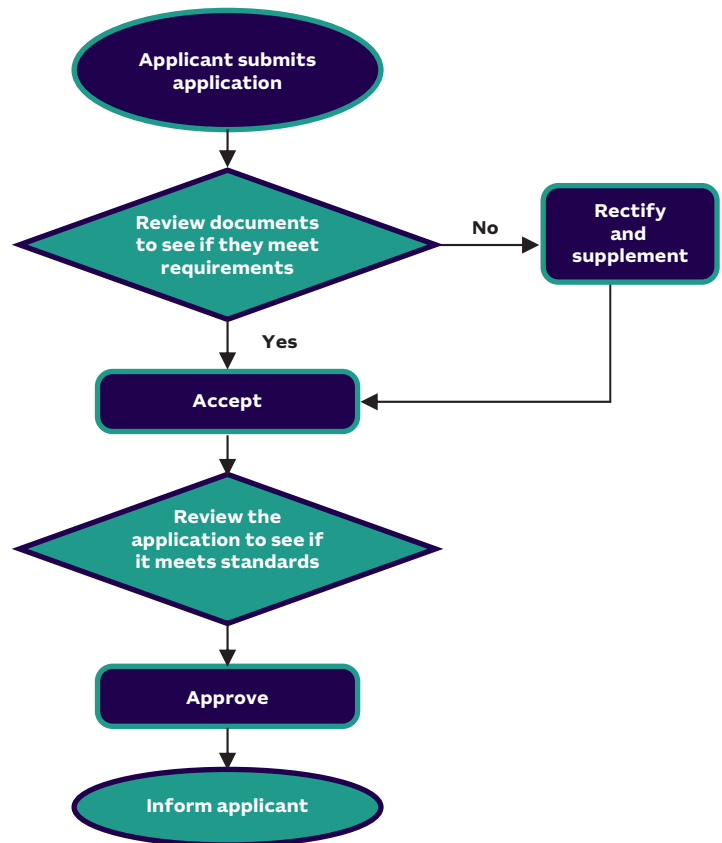 Applicant submits
application
Review documents
to see if they meet
requirements
No
Rectify
and
supplement
Yes
Accept
Review the
application to see if
it meets standards
Approve
Inform applicant